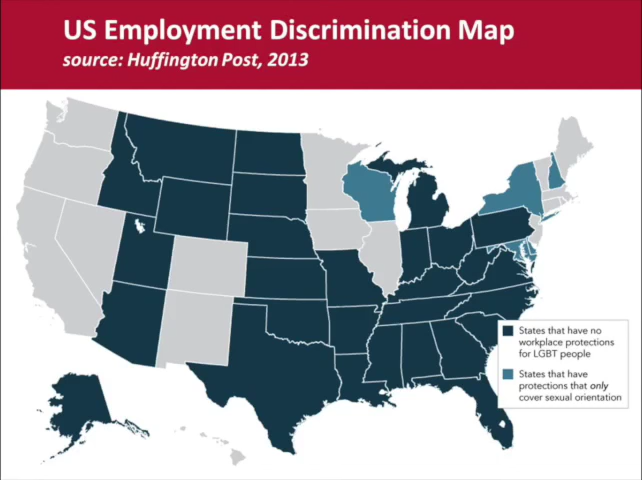 US Employment Discrimination Map
source: Huffington Post, 2013
States that have no
workplace protections
for LGBT people
States that have
protections that only
cover sexual orientation